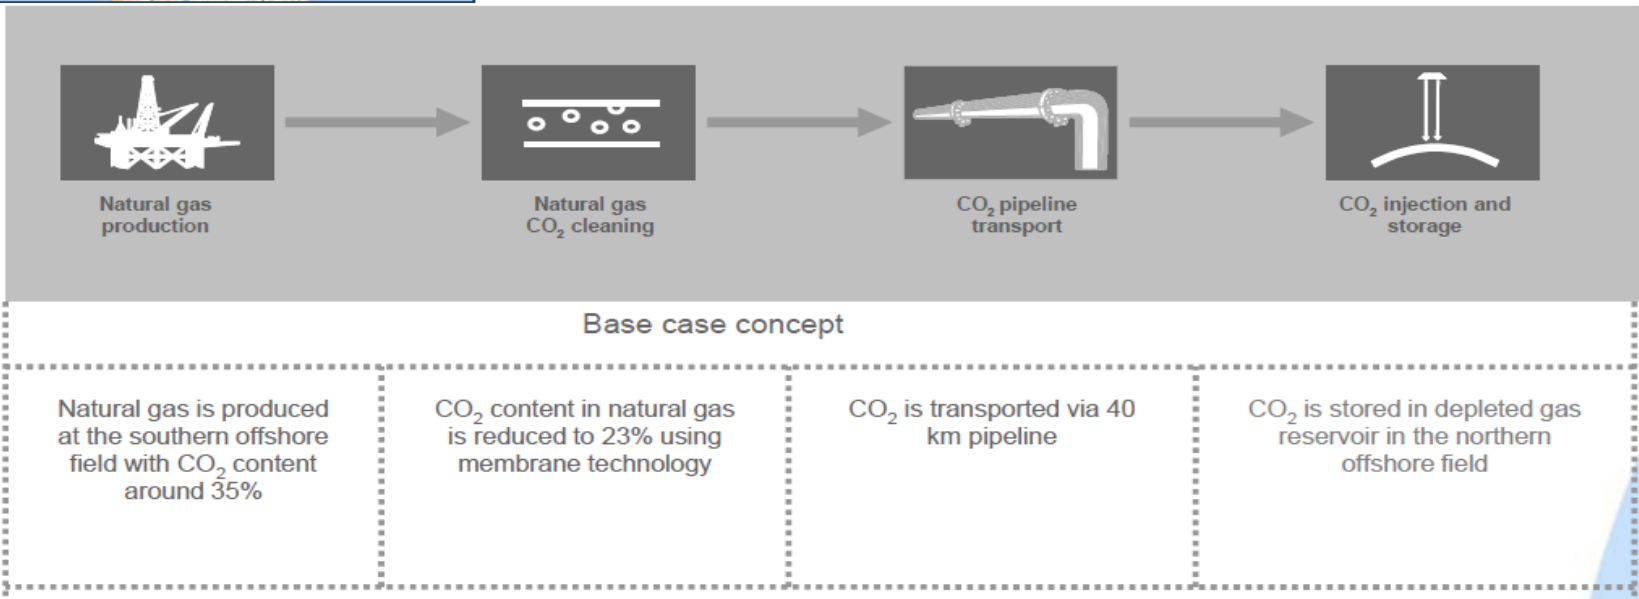 Natural gas
production
Natural gas
CO2 cleaning
CO2 pipeline
transport
CO2 injection and
storage
Base case concept
Natural gas is produced
at the southern offshore
field with CO2 content
around 35%
CO2 content in natural gas
is reduced to 23% using
membrane technology
CO2 is transported via 40
km pipeline
CO2 is stored in depleted gas
reservoir in the northern
offshore field